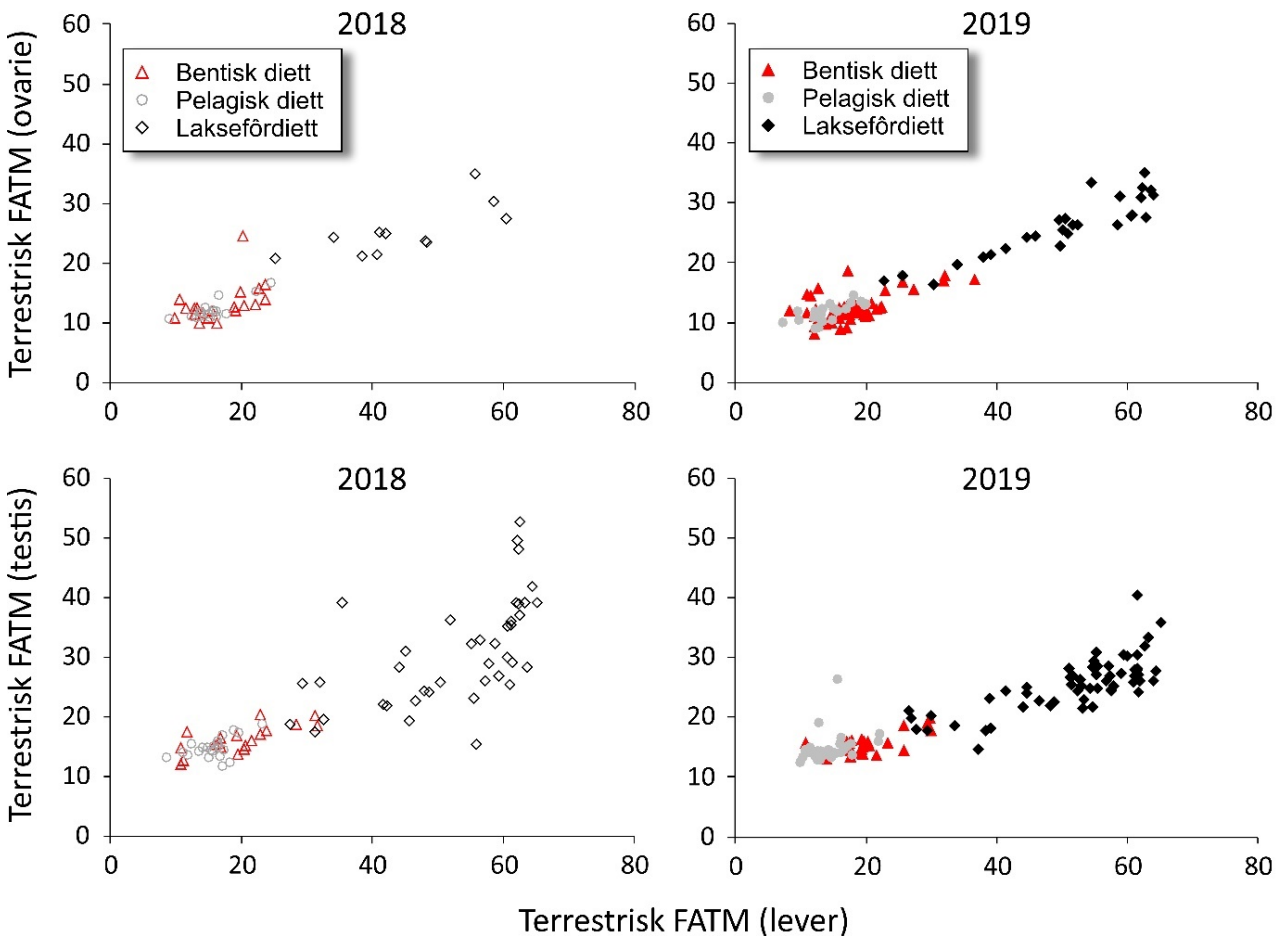 2018
Bentisk diett
Pelagisk diett
Laksefôrdiett
Terrestrisk FATM (ovarie)
60
50
40
30
20
10
0
0 20 40 60 80
2019
Bentisk diett
Pelagisk diett
Laksefôrdiett
60
50
40
30
20
10
0
0 20 40 60 80
2018
Terrestrisk FATM (testis)
60
50
40
30
20
10
0
0 20 40 60 80
2019
60
50
40
30
20
10
0
0 20 40 60 80
Terrestrisk FATM (lever)